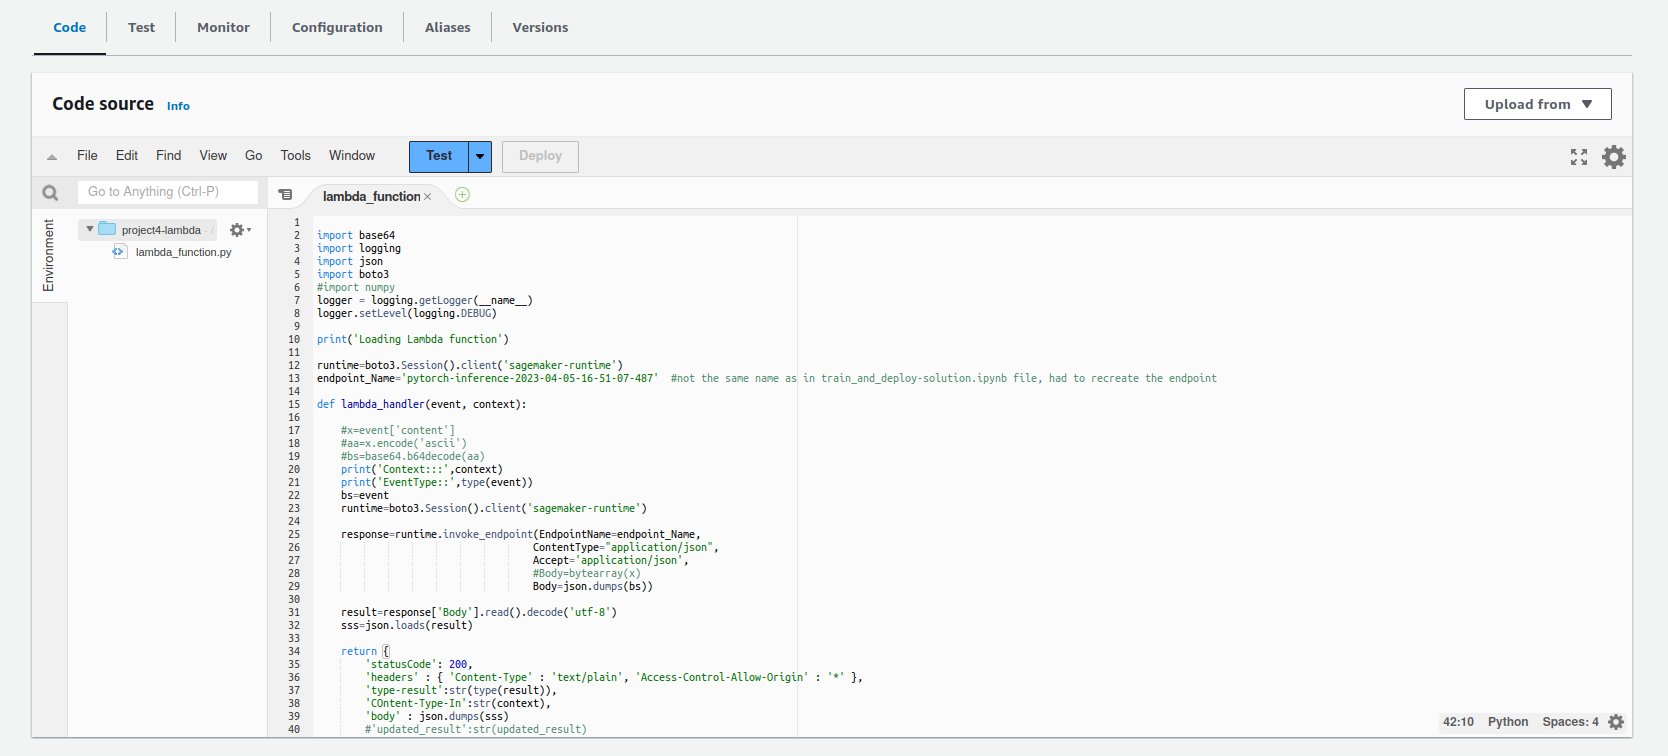 Code Test Monitor Configuration Aliases Versions
Code source Info
Upload from
File Edit Find View Go Tools Window Test Deploy
Go to Anything (Ctrl-P)
lambda_function ×
Environment
project4-lambda - /
lambda_function.py
1
2 import base64
3 import logging
4 import json
5 import boto3
6 #import numpy
7 logger = logging.getLogger(__name__)
8 logger.setLevel(logging.DEBUG)
9
10 print('Loading Lambda function')
11
12 runtime=boto3.Session().client('sagemaker-runtime')
13 endpoint_Name='pytorch-inference-2023-04-05-16-51-07-487'  #not the same name as in train_and_deploy-solution.ipynb file, had to recreate the endpoint
14
15 def lambda_handler(event, context):
16
17     #x=event['content']
18     #aa=x.encode('ascii')
19     #bs=base64.b64decode(aa)
20     print('Context:::',context)
21     print('EventType::',type(event))
22     bs=event
23     runtime=boto3.Session().client('sagemaker-runtime')
24
25     response=runtime.invoke_endpoint(EndpointName=endpoint_Name,
26                                     ContentType="application/json",
27                                     Accept='application/json',
28                                     #Body=bytearray(x)
29                                     Body=json.dumps(bs))
30
31     result=response['Body'].read().decode('utf-8')
32     sss=json.loads(result)
33
34     return {
35         'statusCode': 200,
36         'headers' : { 'Content-Type' : 'text/plain', 'Access-Control-Allow-Origin' : '*' },
37         'type-result':str(type(result)),
38         'COntent-Type-In':str(context),
39         'body' : json.dumps(sss)
40         #'updated_result':str(updated_result)
42:10 Python Spaces: 4